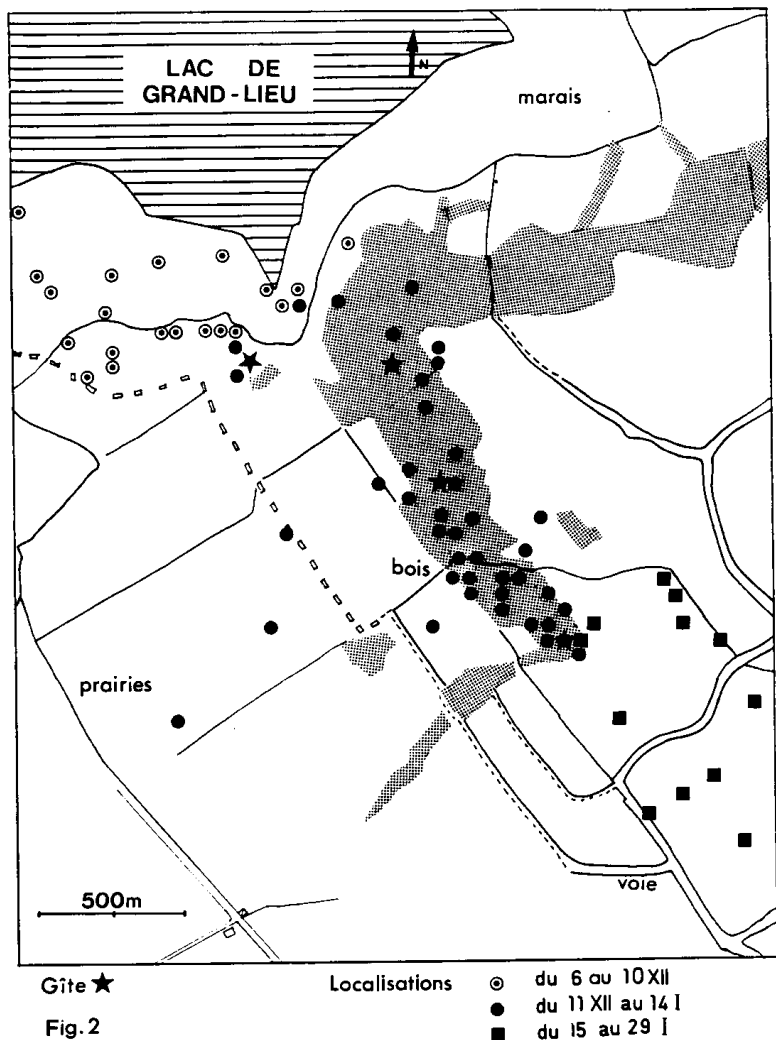 LAC DE
GRAND-LIEU
N
marais
bois
prairies
500m
voie
Gîte
Localisations
du 6 au 10 XII
du 11 XII au 14 I
du 15 au 29 I
Fig. 2